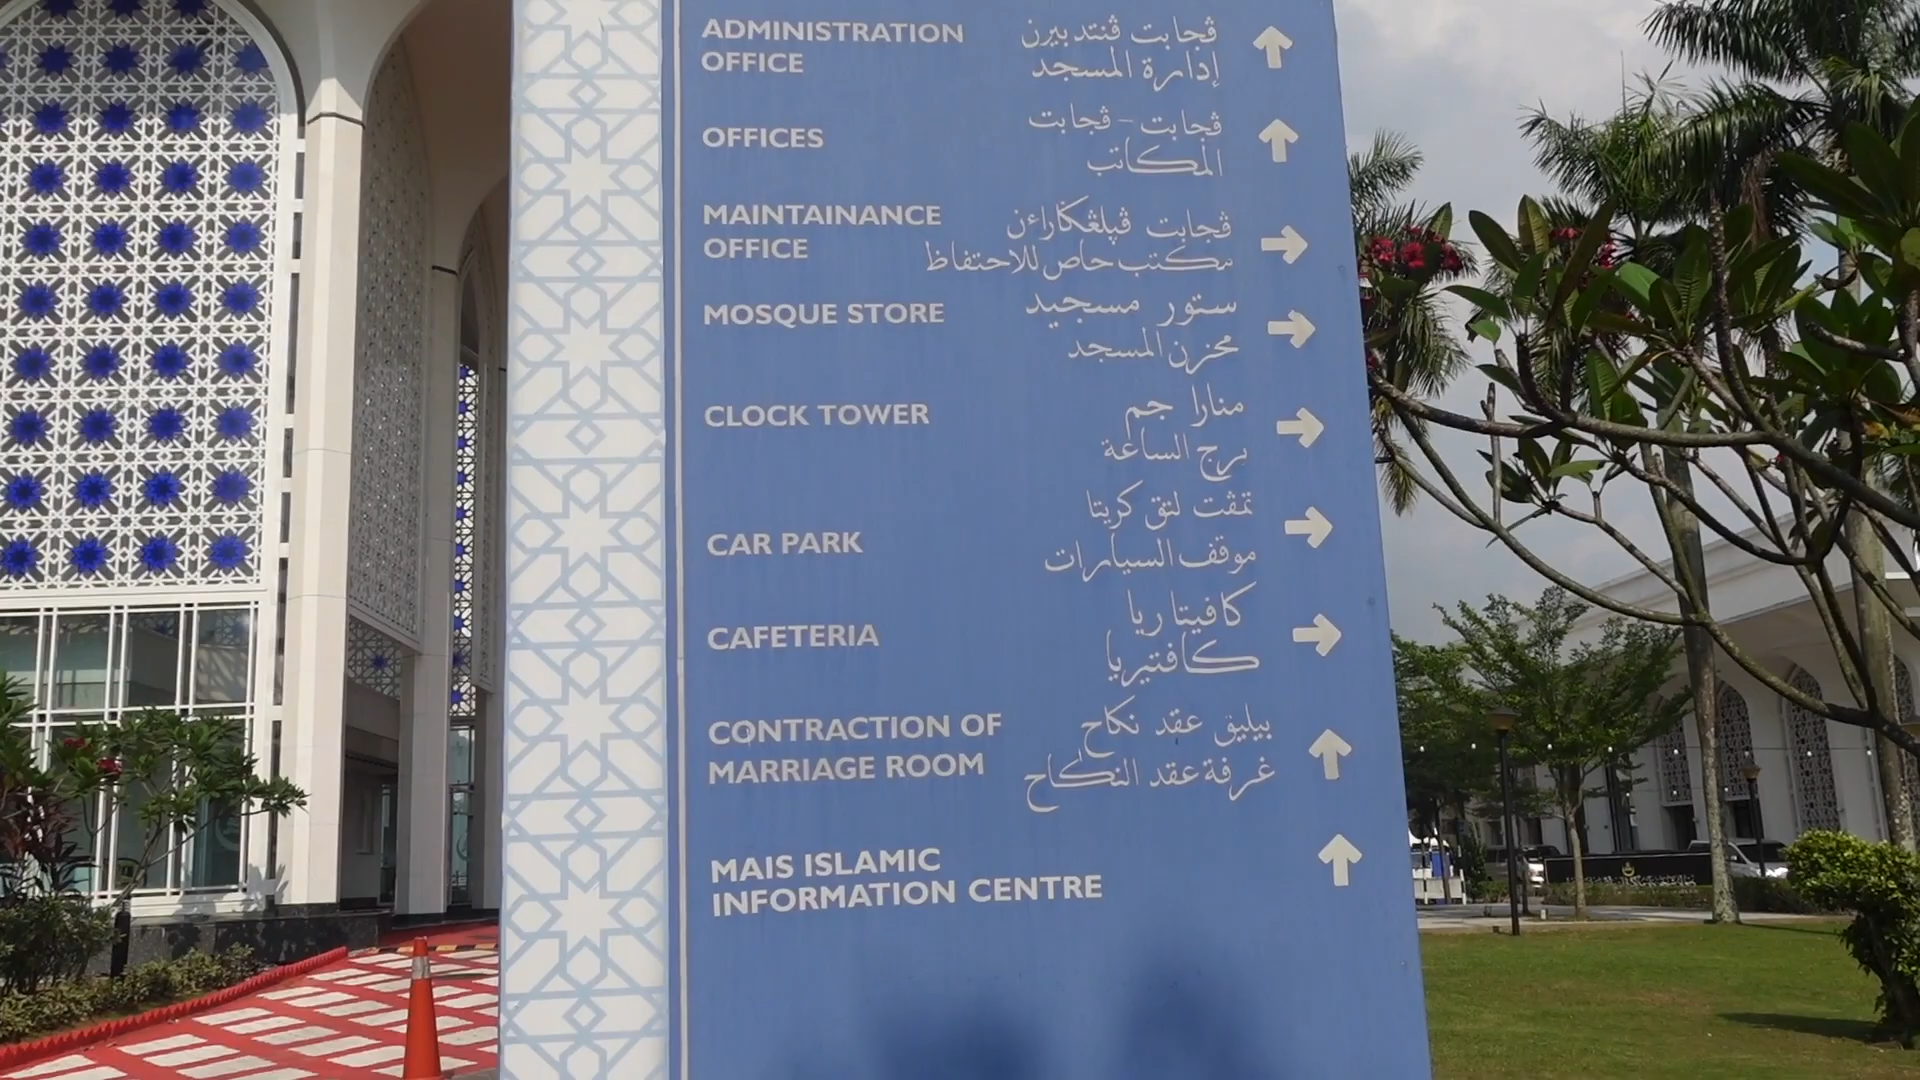 ADMINISTRATION
OFFICE
ڤجابت ڤنتدبيرن
إدارة المسجد
OFFICES
ڤجابت - ڤجابت
المكاتب
MAINTAINANCE
OFFICE
ڤجابت ڤڽلڠݢاراءن
مكتب حاص للاحتفاظ
MOSQUE STORE
ستور مسجيد
مخزن المسجد
CLOCK TOWER
منارا جم
برج الساعة
CAR PARK
تمڤت لتق كريتا
موقف السيارات
CAFETERIA
كافيتاريا
كافتيريا
CONTRACTION OF
MARRIAGE ROOM
بيليق عقد نكاح
غرفة عقد النكاح
MAIS ISLAMIC
INFORMATION CENTRE